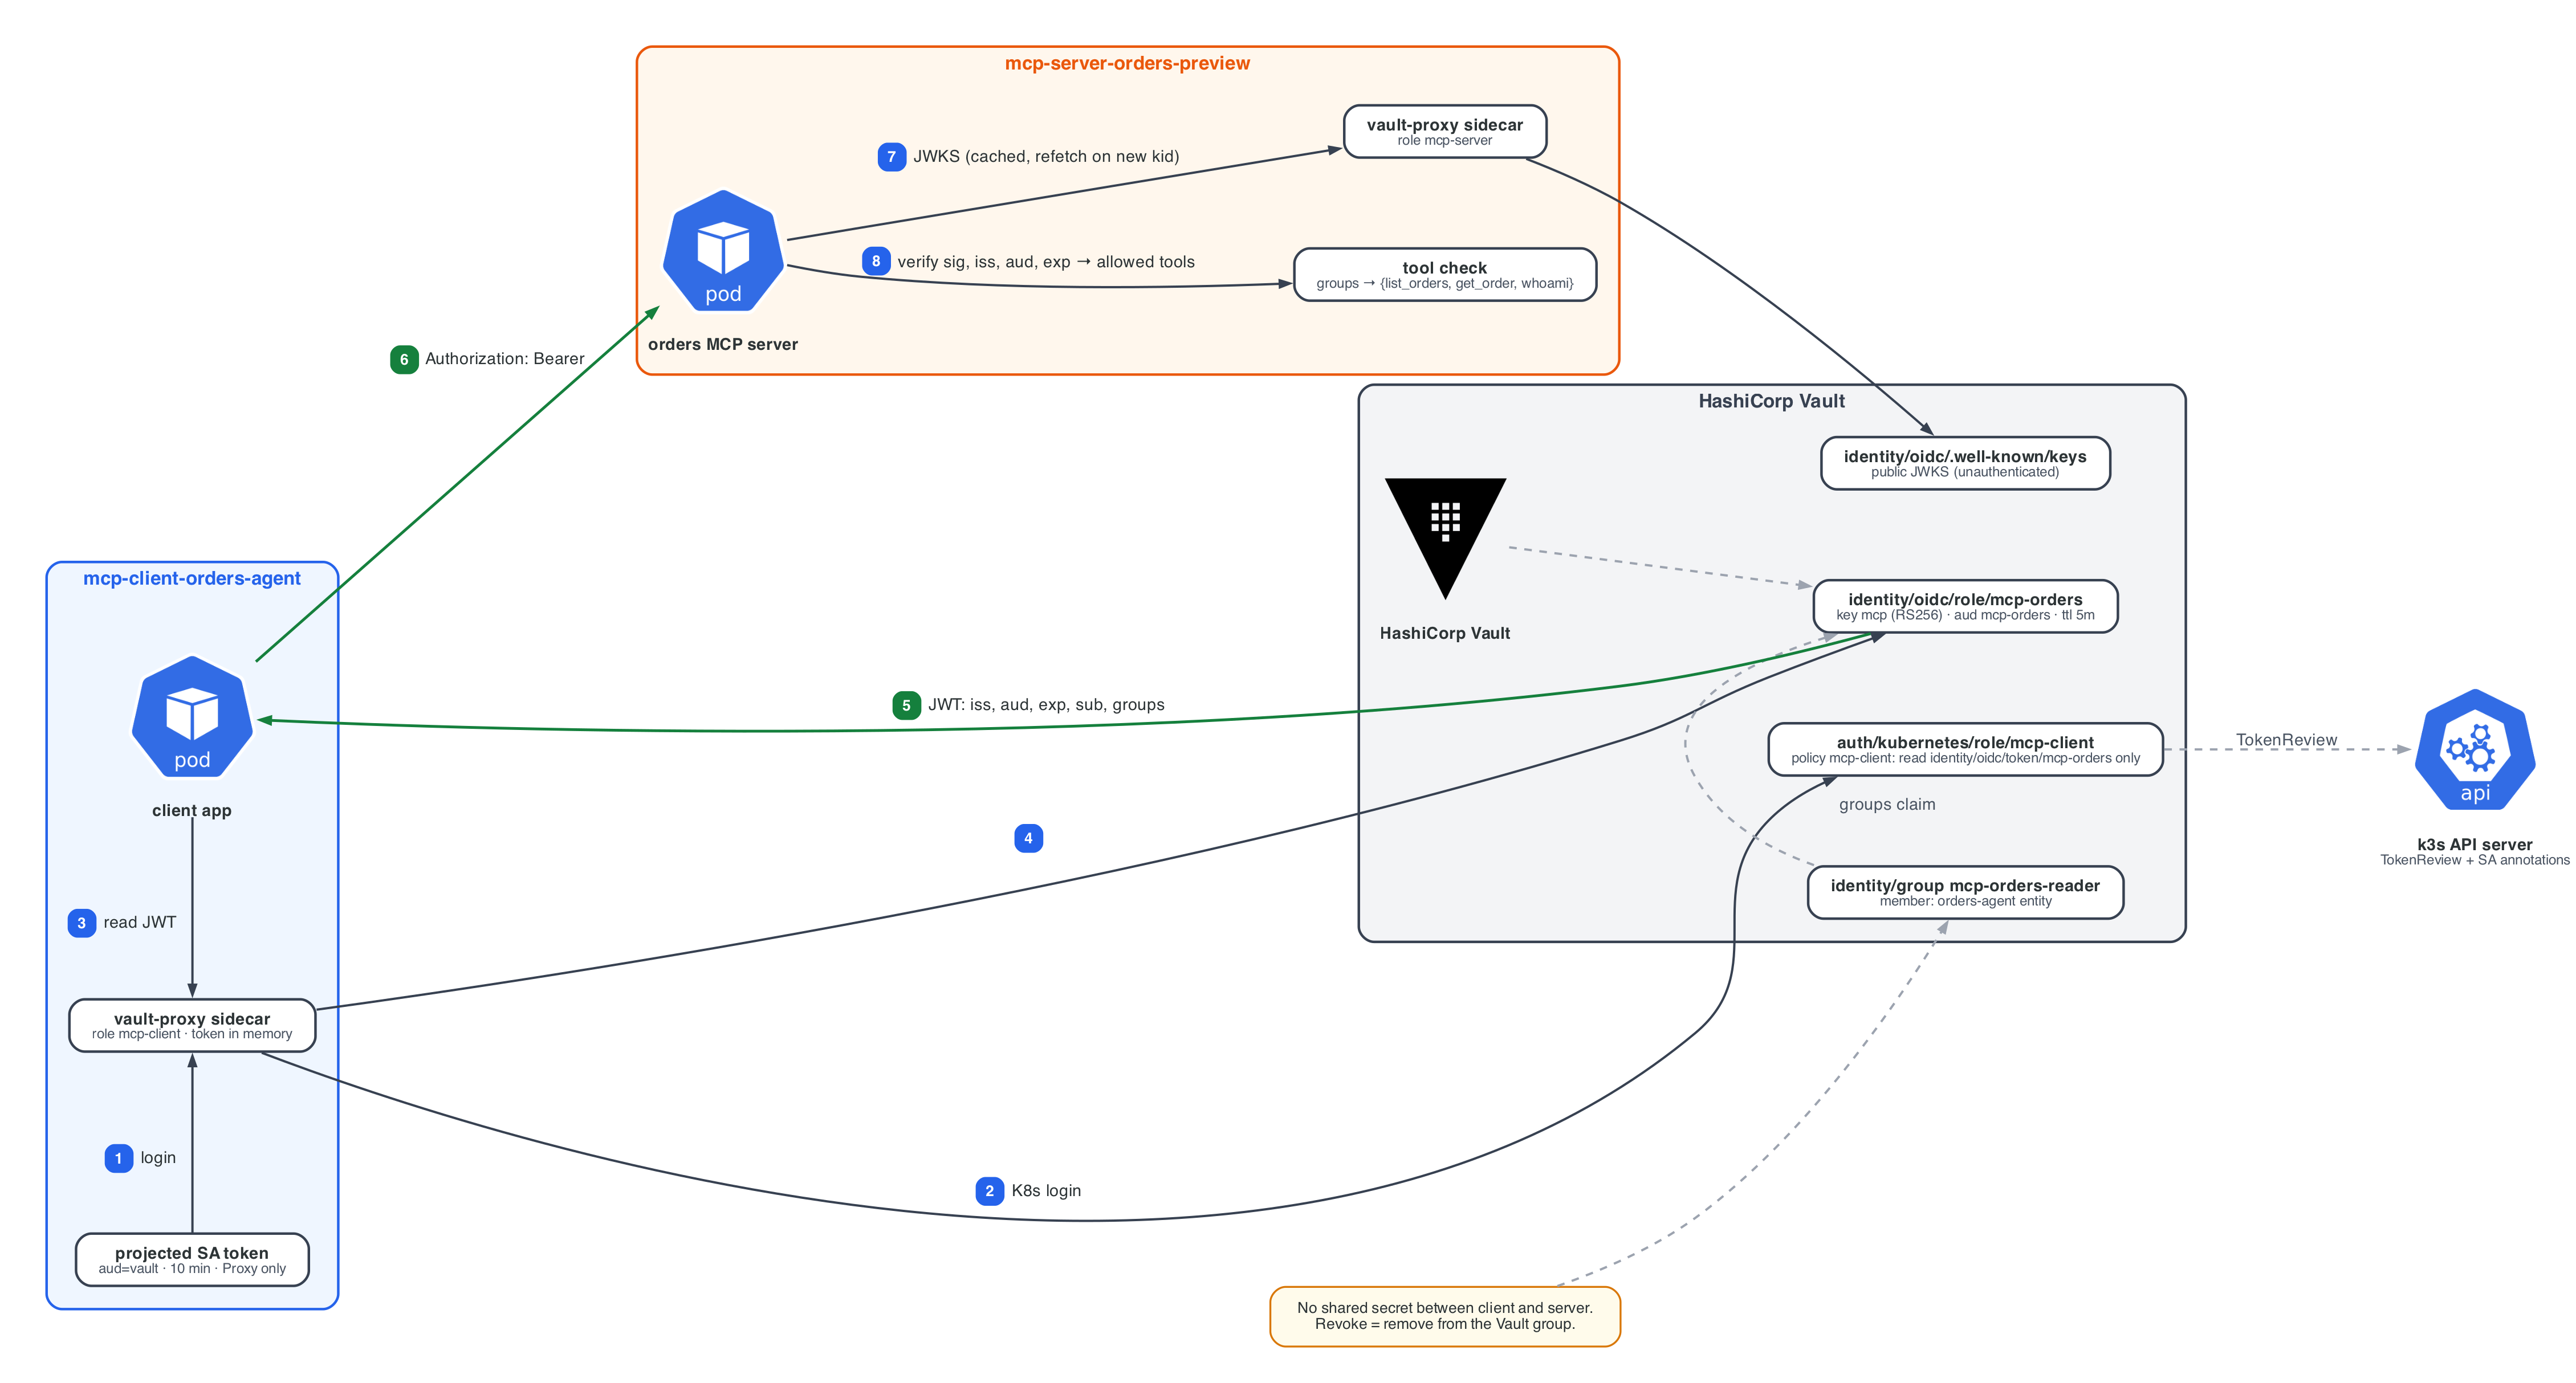 mcp-server-orders-preview
vault-proxy sidecar
role mcp-server
7 JWKS (cached, refetch on new kid)
pod
orders MCP server
8 verify sig, iss, aud, exp → allowed tools
tool check
groups → {list_orders, get_order, whoami}
6 Authorization: Bearer
HashiCorp Vault
identity/oidc/.well-known/keys
public JWKS (unauthenticated)
HashiCorp Vault
identity/oidc/role/mcp-orders
key mcp (RS256) · aud mcp-orders · ttl 5m
mcp-client-orders-agent
pod
client app
5 JWT: iss, aud, exp, sub, groups
auth/kubernetes/role/mcp-client
policy mcp-client: read identity/oidc/token/mcp-orders only
TokenReview
api
k3s API server
TokenReview + SA annotations
groups claim
4
identity/group mcp-orders-reader
member: orders-agent entity
3 read JWT
vault-proxy sidecar
role mcp-client · token in memory
1 login
2 K8s login
projected SA token
aud=vault · 10 min · Proxy only
No shared secret between client and server.
Revoke = remove from the Vault group.